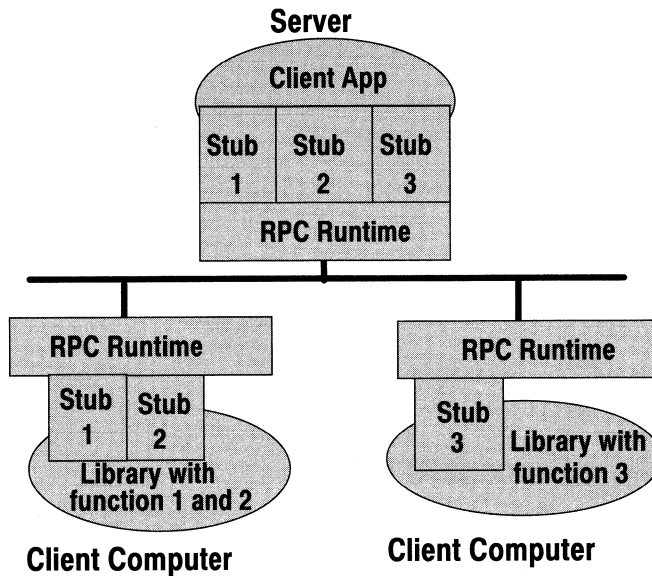 Server
Client App
Stub 1
Stub 2
Stub 3
RPC Runtime
RPC Runtime
Stub 1
Stub 2
Library with
function 1 and 2
Client Computer
RPC Runtime
Stub 3
Library with
function 3
Client Computer